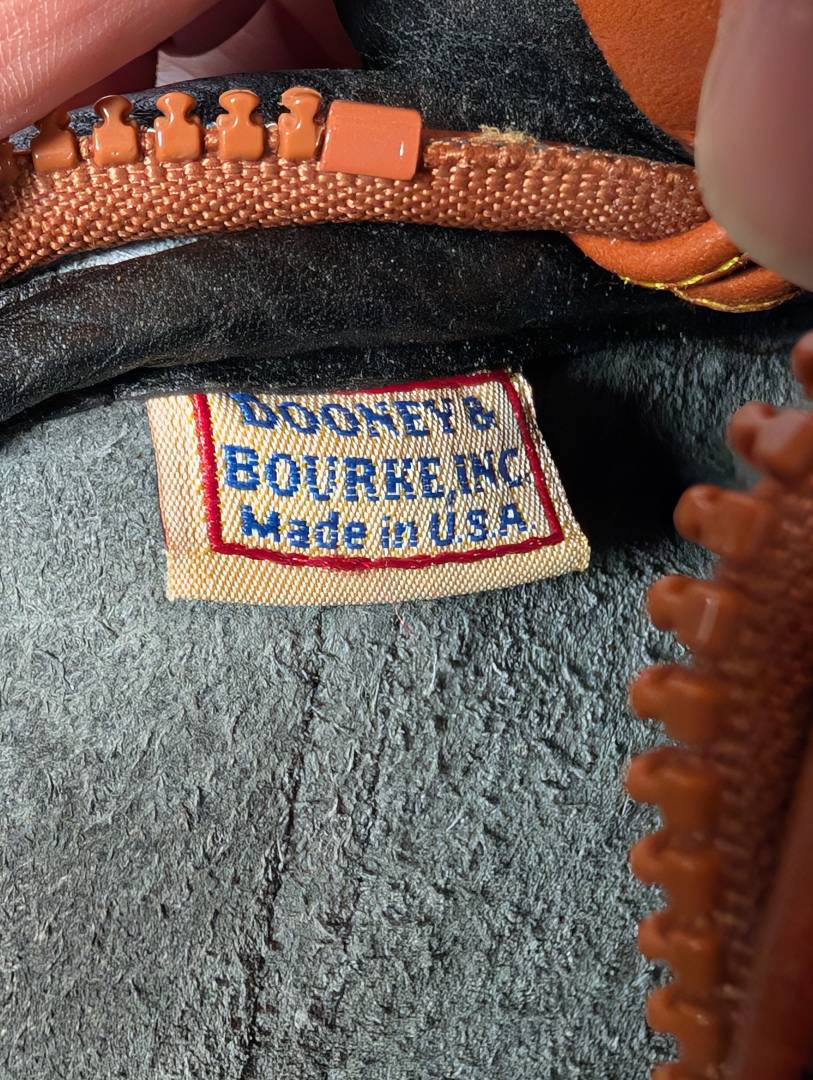 DOONEY &
BOURKE, INC
Made in U.S.A.